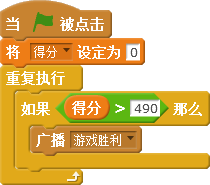 当 被点击
将 得分 设定为 0
重复执行
如果 得分 > 490 那么
广播 游戏胜利